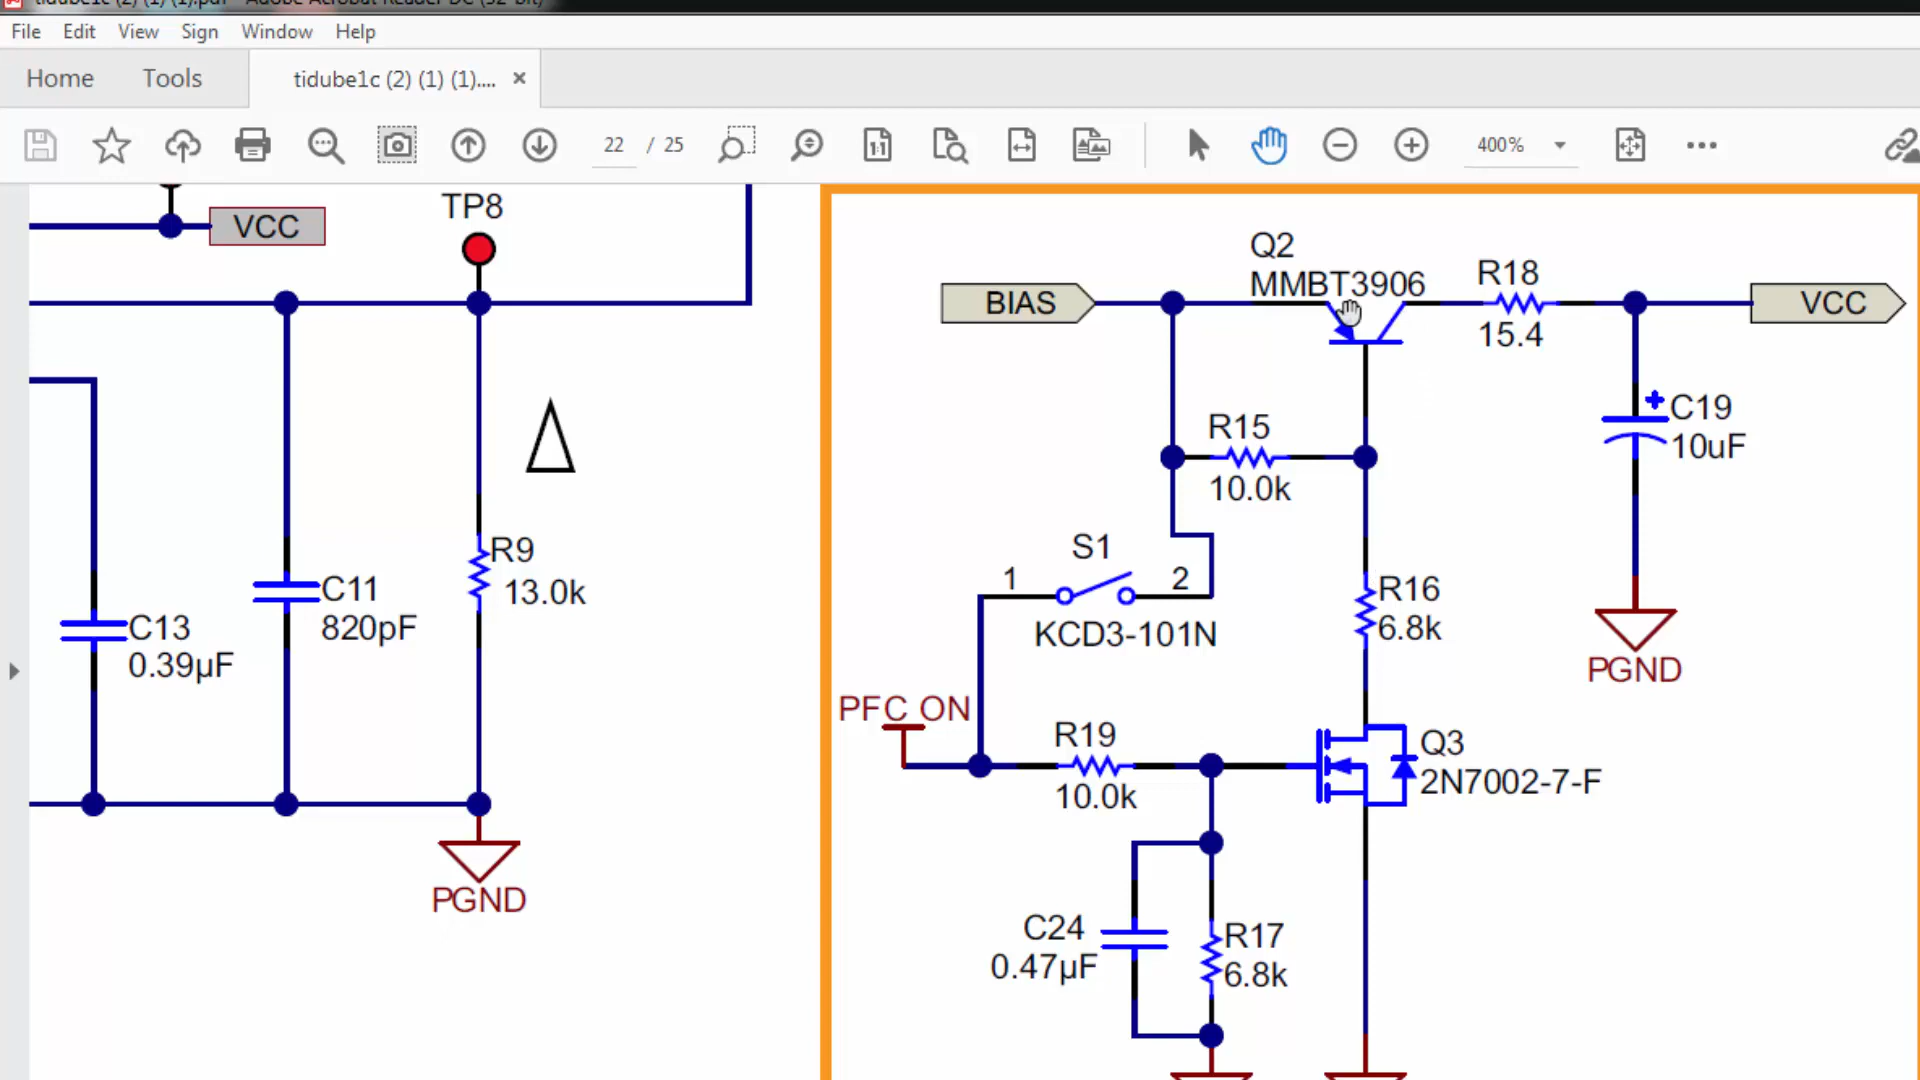 File Edit View Sign Window Help
Home Tools tidube1c (2) (1) (1).... ×
22 / 25 400%
VCC
TP8
R9
13.0k
C11
820pF
C13
0.39µF
PGND
Q2
MMBT3906
BIAS
R18
15.4
VCC
C19
10uF
R15
10.0k
S1
1 2
KCD3-101N
R16
6.8k
PGND
PFC ON
R19
10.0k
Q3
2N7002-7-F
C24
0.47µF
R17
6.8k